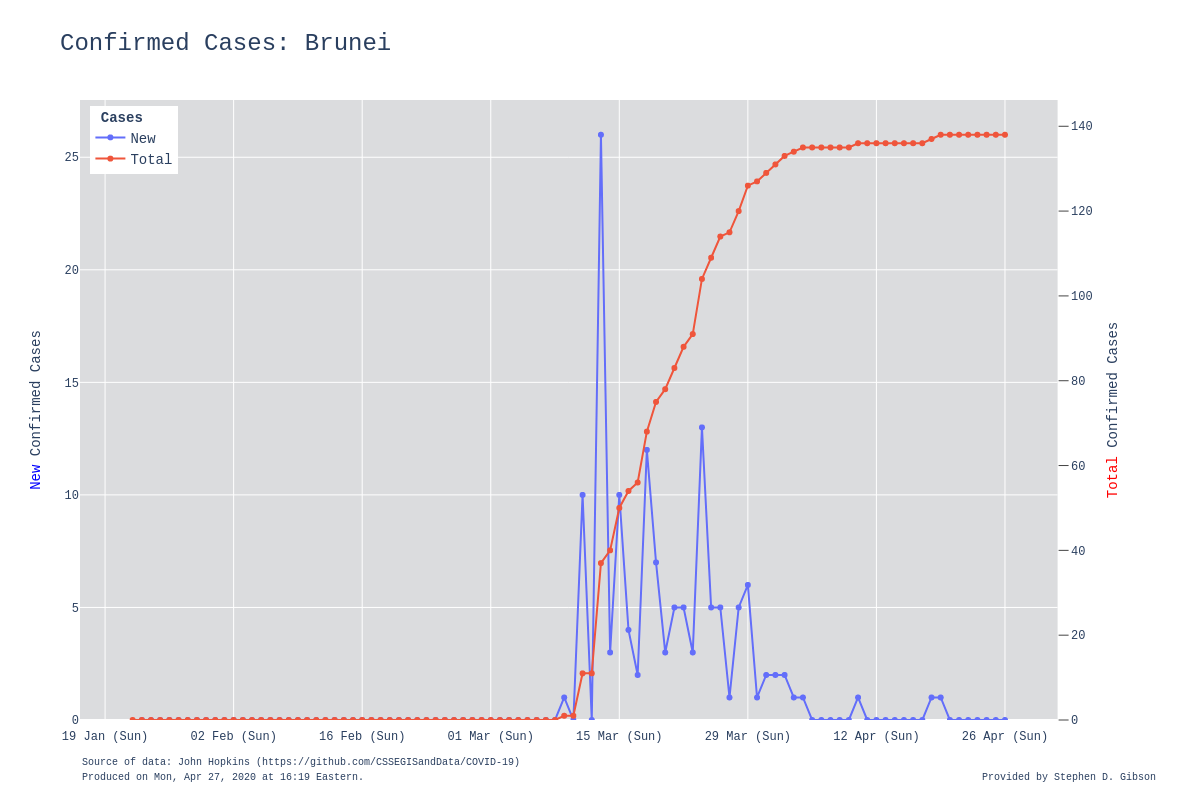 Confirmed Cases: Brunei
Cases
New
Total
25
20
15
10
5
0
140
120
100
80
60
40
20
0
New Confirmed Cases
Total Confirmed Cases
19 Jan (Sun) 02 Feb (Sun) 16 Feb (Sun) 01 Mar (Sun) 15 Mar (Sun) 29 Mar (Sun) 12 Apr (Sun) 26 Apr (Sun)
Source of data: John Hopkins (https://github.com/CSSEGISandData/COVID-19)
Produced on Mon, Apr 27, 2020 at 16:19 Eastern.
Provided by Stephen D. Gibson